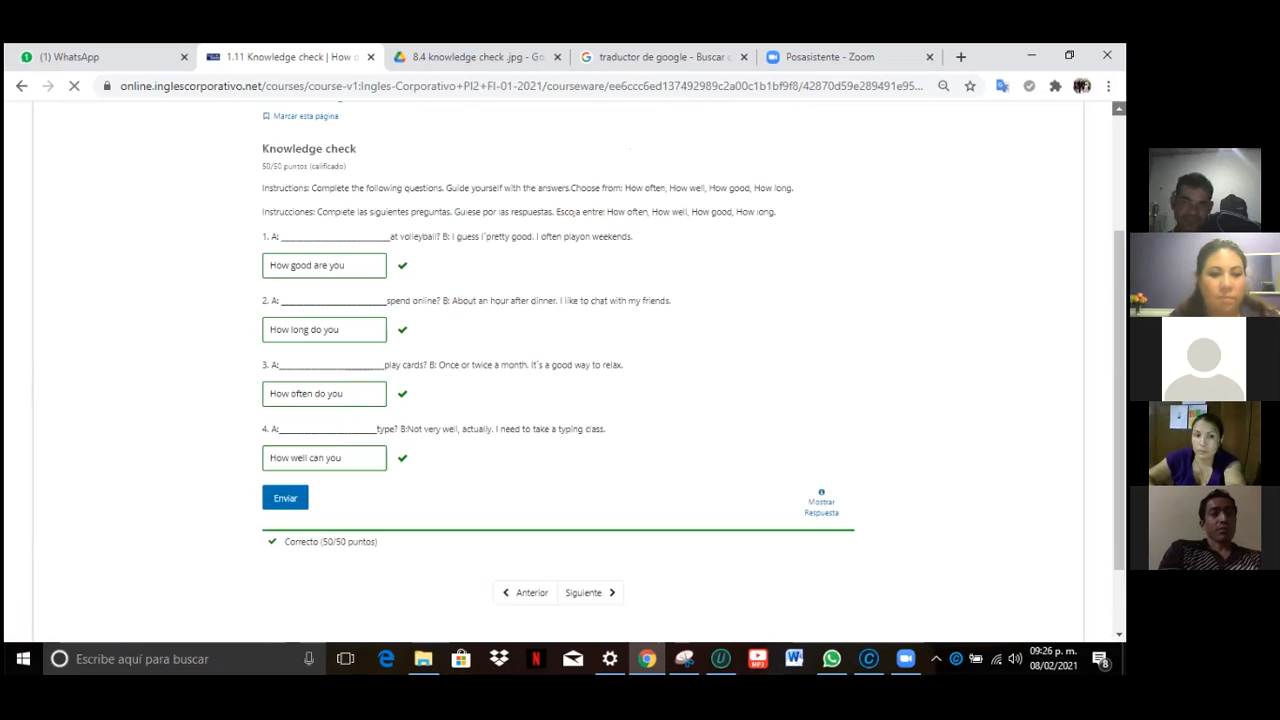 (1) WhatsApp
1.11 Knowledge check | How o
8.4 knowledge check .jpg - Go
traductor de google - Buscar c
Posasistente - Zoom
online.inglescorporativo.net/courses/course-v1:Ingles-Corporativo+PI2+FI-01-2021/courseware/ee6ccc6ed137492989c2a00c1b1bf9f8/42870d59e289491e95...
Marcar esta página
Knowledge check
50/50 puntos (calificado)
Instructions: Complete the following questions. Guide yourself with the answers.Choose from: How often, How well, How good, How long.
Instrucciones: Complete las siguientes preguntas. Guiese por las respuestas. Escoja entre: How often, How well, How good, How long.
1. A: ________________________at volleyball? B: I guess I´pretty good. I often playon weekends.
How good are you
2. A: _______________________spend online? B: About an hour after dinner. I like to chat with my friends.
How long do you
3. A:_______________________play cards? B: Once or twice a month. It´s a good way to relax.
How often do you
4. A:______________________type? B:Not very well, actually. I need to take a typing class.
How well can you
Enviar
Mostrar
Respuesta
Correcto (50/50 puntos)
Anterior
Siguiente
Escribe aquí para buscar
09:26 p. m.
08/02/2021